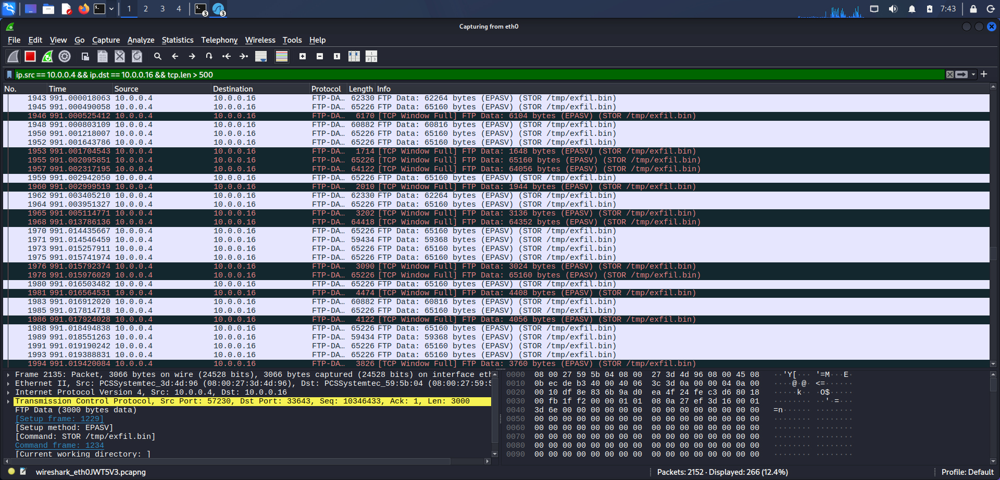 1 2 3 4 3 3 7:43
Capturing from eth0
File Edit View Go Capture Analyze Statistics Telephony Wireless Tools Help
ip.src == 10.0.0.4 && ip.dst == 10.0.0.16 && tcp.len > 500
No. Time Source Destination Protocol Length Info
1943 991.000018063 10.0.0.4 10.0.0.16 FTP-DA… 62330 FTP Data: 62264 bytes (EPASV) (STOR /tmp/exfil.bin)
1945 991.000490058 10.0.0.4 10.0.0.16 FTP-DA… 65226 FTP Data: 65160 bytes (EPASV) (STOR /tmp/exfil.bin)
1946 991.000525412 10.0.0.4 10.0.0.16 FTP-DA… 6170 [TCP Window Full] FTP Data: 6104 bytes (EPASV) (STOR /tmp/exfil.bin)
1948 991.000803109 10.0.0.4 10.0.0.16 FTP-DA… 60882 FTP Data: 60816 bytes (EPASV) (STOR /tmp/exfil.bin)
1950 991.001218007 10.0.0.4 10.0.0.16 FTP-DA… 65226 FTP Data: 65160 bytes (EPASV) (STOR /tmp/exfil.bin)
1952 991.001643786 10.0.0.4 10.0.0.16 FTP-DA… 65226 FTP Data: 65160 bytes (EPASV) (STOR /tmp/exfil.bin)
1953 991.001704543 10.0.0.4 10.0.0.16 FTP-DA… 1714 [TCP Window Full] FTP Data: 1648 bytes (EPASV) (STOR /tmp/exfil.bin)
1955 991.002095851 10.0.0.4 10.0.0.16 FTP-DA… 65226 [TCP Window Full] FTP Data: 65160 bytes (EPASV) (STOR /tmp/exfil.bin)
1957 991.002317195 10.0.0.4 10.0.0.16 FTP-DA… 64122 [TCP Window Full] FTP Data: 64056 bytes (EPASV) (STOR /tmp/exfil.bin)
1959 991.002942050 10.0.0.4 10.0.0.16 FTP-DA… 65226 FTP Data: 65160 bytes (EPASV) (STOR /tmp/exfil.bin)
1960 991.002999519 10.0.0.4 10.0.0.16 FTP-DA… 2010 [TCP Window Full] FTP Data: 1944 bytes (EPASV) (STOR /tmp/exfil.bin)
1962 991.003405210 10.0.0.4 10.0.0.16 FTP-DA… 62330 FTP Data: 62264 bytes (EPASV) (STOR /tmp/exfil.bin)
1964 991.003951327 10.0.0.4 10.0.0.16 FTP-DA… 65226 FTP Data: 65160 bytes (EPASV) (STOR /tmp/exfil.bin)
1965 991.005114771 10.0.0.4 10.0.0.16 FTP-DA… 3202 [TCP Window Full] FTP Data: 3136 bytes (EPASV) (STOR /tmp/exfil.bin)
1968 991.013786136 10.0.0.4 10.0.0.16 FTP-DA… 64418 [TCP Window Full] FTP Data: 64352 bytes (EPASV) (STOR /tmp/exfil.bin)
1970 991.014435667 10.0.0.4 10.0.0.16 FTP-DA… 65226 FTP Data: 65160 bytes (EPASV) (STOR /tmp/exfil.bin)
1971 991.014546459 10.0.0.4 10.0.0.16 FTP-DA… 59434 FTP Data: 59368 bytes (EPASV) (STOR /tmp/exfil.bin)
1973 991.015257911 10.0.0.4 10.0.0.16 FTP-DA… 65226 FTP Data: 65160 bytes (EPASV) (STOR /tmp/exfil.bin)
1975 991.015741974 10.0.0.4 10.0.0.16 FTP-DA… 65226 FTP Data: 65160 bytes (EPASV) (STOR /tmp/exfil.bin)
1976 991.015792374 10.0.0.4 10.0.0.16 FTP-DA… 3090 [TCP Window Full] FTP Data: 3024 bytes (EPASV) (STOR /tmp/exfil.bin)
1978 991.015976029 10.0.0.4 10.0.0.16 FTP-DA… 65226 [TCP Window Full] FTP Data: 65160 bytes (EPASV) (STOR /tmp/exfil.bin)
1980 991.016503482 10.0.0.4 10.0.0.16 FTP-DA… 65226 FTP Data: 65160 bytes (EPASV) (STOR /tmp/exfil.bin)
1981 991.016564531 10.0.0.4 10.0.0.16 FTP-DA… 4474 [TCP Window Full] FTP Data: 4408 bytes (EPASV) (STOR /tmp/exfil.bin)
1983 991.016912020 10.0.0.4 10.0.0.16 FTP-DA… 60882 FTP Data: 60816 bytes (EPASV) (STOR /tmp/exfil.bin)
1985 991.017814718 10.0.0.4 10.0.0.16 FTP-DA… 65226 FTP Data: 65160 bytes (EPASV) (STOR /tmp/exfil.bin)
1986 991.017924028 10.0.0.4 10.0.0.16 FTP-DA… 4122 [TCP Window Full] FTP Data: 4056 bytes (EPASV) (STOR /tmp/exfil.bin)
1988 991.018494838 10.0.0.4 10.0.0.16 FTP-DA… 65226 FTP Data: 65160 bytes (EPASV) (STOR /tmp/exfil.bin)
1989 991.018551263 10.0.0.4 10.0.0.16 FTP-DA… 59434 FTP Data: 59368 bytes (EPASV) (STOR /tmp/exfil.bin)
1991 991.019190242 10.0.0.4 10.0.0.16 FTP-DA… 65226 FTP Data: 65160 bytes (EPASV) (STOR /tmp/exfil.bin)
1993 991.019388831 10.0.0.4 10.0.0.16 FTP-DA… 65226 FTP Data: 65160 bytes (EPASV) (STOR /tmp/exfil.bin)
1994 991.019420084 10.0.0.4 10.0.0.16 FTP-DA… 3826 [TCP Window Full] FTP Data: 3760 bytes (EPASV) (STOR /tmp/exfil.bin)
Frame 2135: Packet, 3066 bytes on wire (24528 bits), 3066 bytes captured (24528 bits) on interface eth
Ethernet II, Src: PCSSystemtec_3d:4d:96 (08:00:27:3d:4d:96), Dst: PCSSystemtec_59:5b:04 (08:00:27:59:5
Internet Protocol Version 4, Src: 10.0.0.4, Dst: 10.0.0.16
Transmission Control Protocol, Src Port: 57230, Dst Port: 33643, Seq: 10346433, Ack: 1, Len: 3000
FTP Data (3000 bytes data)
[Setup frame: 1229]
[Setup method: EPASV]
[Command: STOR /tmp/exfil.bin]
Command frame: 1234
[Current working directory: ]
0000 08 00 27 59 5b 04 08 00 27 3d 4d 96 08 00 45 08 ··'Y[··· '=M···E·
0010 0b ec de b3 40 00 40 06 3c 3d 0a 00 00 04 0a 00 ····@·@· <=······
0020 00 10 df 8e 83 6b 9a d0 ea 4f 24 fe c3 d6 80 18 ·····k·· ·O$·····
0030 00 fb 1f f2 00 00 01 01 08 0a 27 ef 3d 16 00 01 ········ ··'·=···
0040 3d 6e 00 00 00 00 00 00 00 00 00 00 00 00 00 00 =n······ ········
0050 00 00 00 00 00 00 00 00 00 00 00 00 00 00 00 00 ········ ········
0060 00 00 00 00 00 00 00 00 00 00 00 00 00 00 00 00 ········ ········
0070 00 00 00 00 00 00 00 00 00 00 00 00 00 00 00 00 ········ ········
0080 00 00 00 00 00 00 00 00 00 00 00 00 00 00 00 00 ········ ········
0090 00 00 00 00 00 00 00 00 00 00 00 00 00 00 00 00 ········ ········
wireshark_eth0JWT5V3.pcapng Packets: 2152 · Displayed: 266 (12.4%) Profile: Default